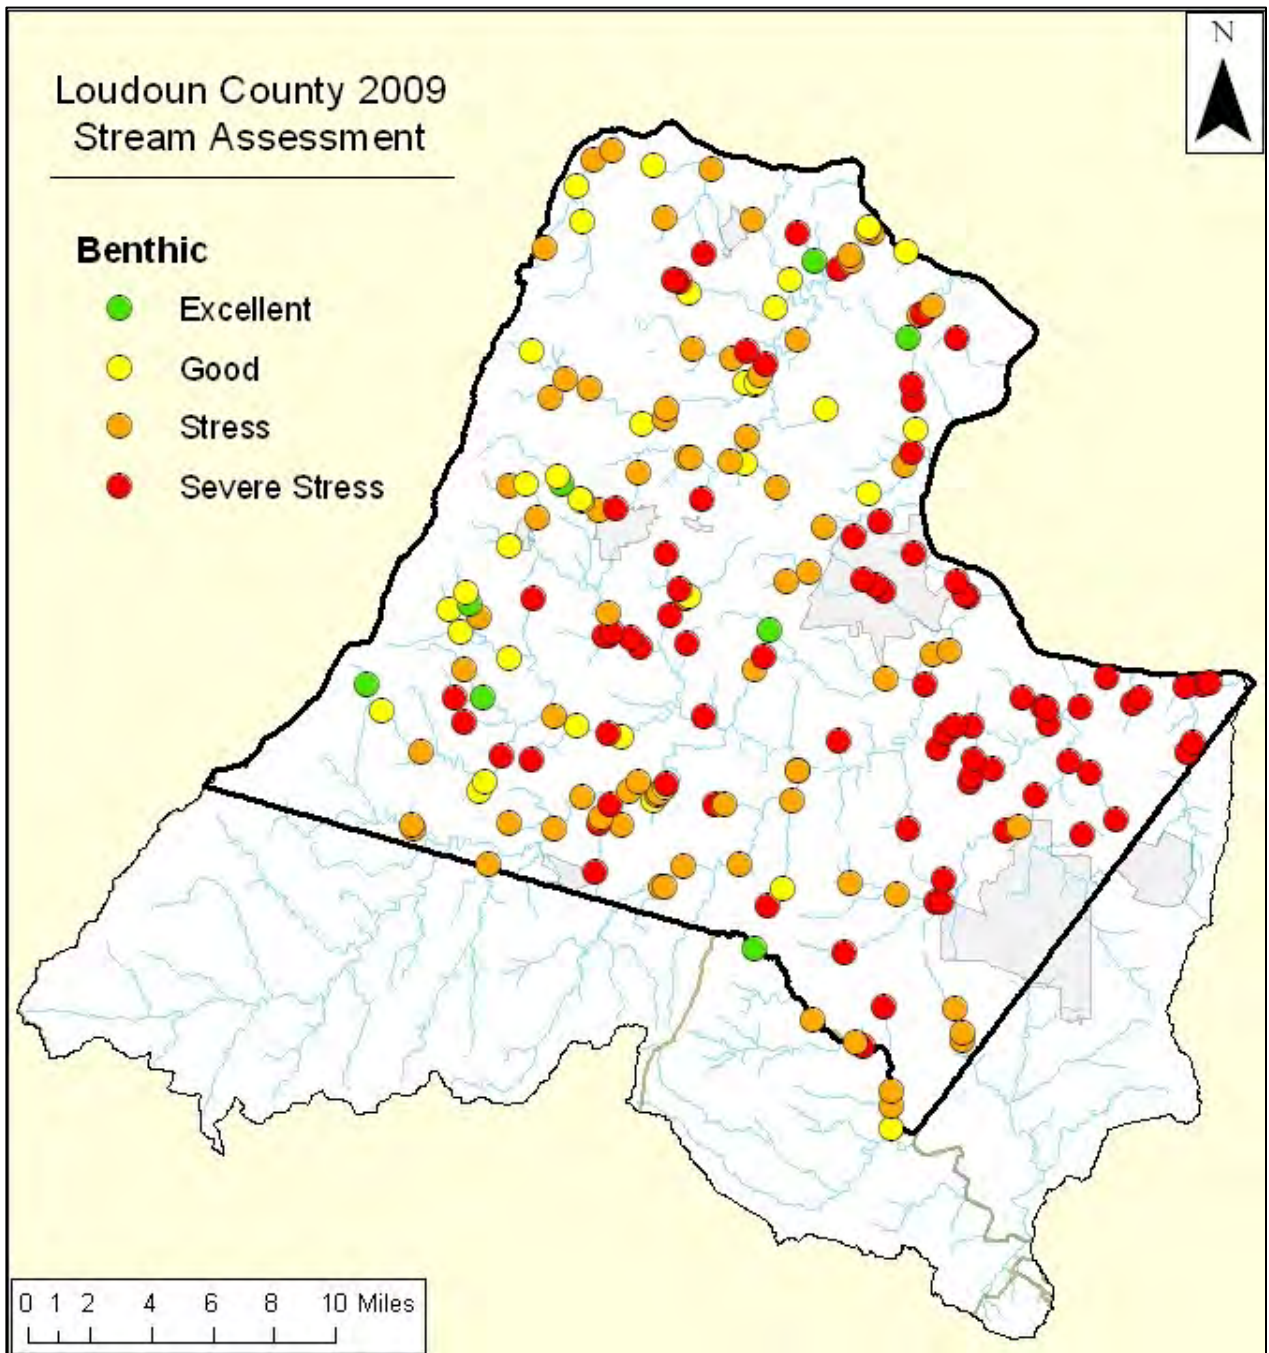 N
Loudoun County 2009
Stream Assessment
Benthic
Excellent
Good
Stress
Severe Stress
0 1 2 4 6 8 10 Miles